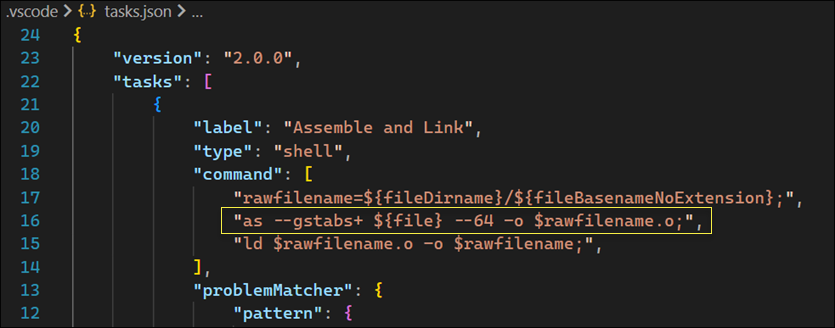 .vscode > {··} tasks.json > ...
24 {
23 "version": "2.0.0",
22 "tasks": [
21 {
20 "label": "Assemble and Link",
19 "type": "shell",
18 "command": [
17 "rawfilename=${fileDirname}/${fileBasenameNoExtension};",
16 "as --gstabs+ ${file} --64 -o $rawfilename.o;",
15 "ld $rawfilename.o -o $rawfilename;",
14 ],
13 "problemMatcher": {
12 "pattern": {